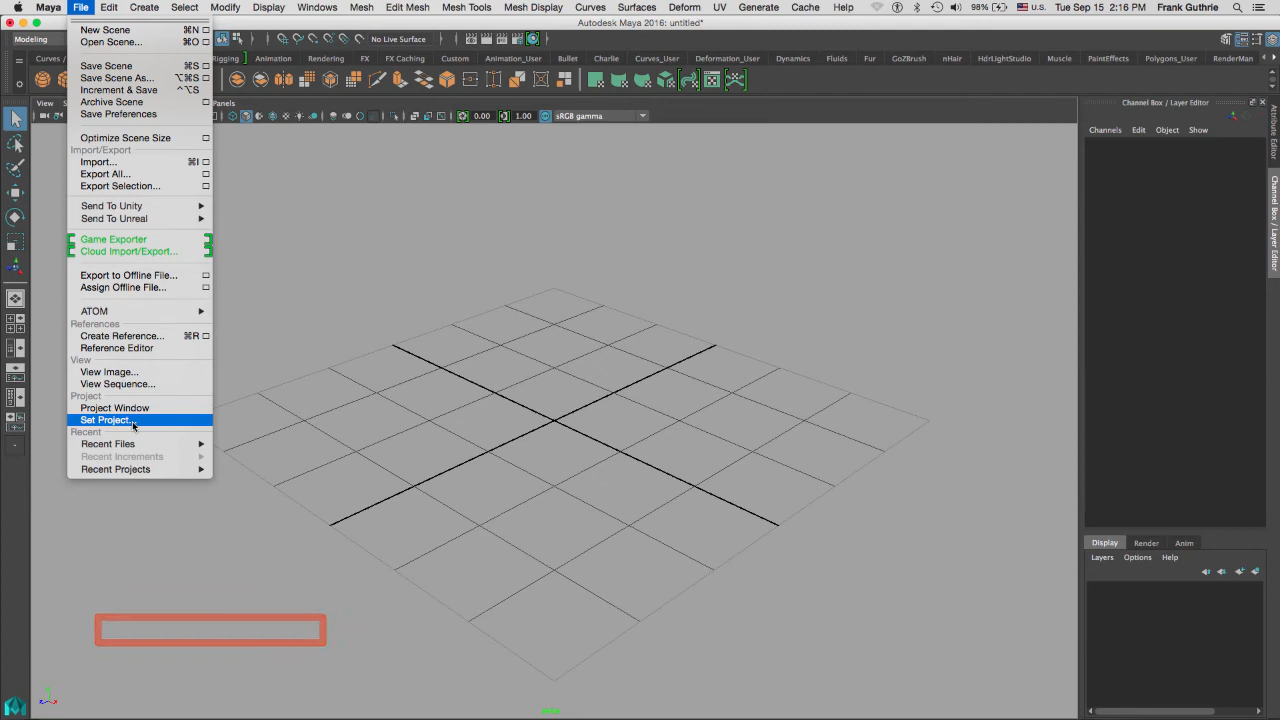 Maya File Edit Create Select Modify Display Windows Mesh Edit Mesh Mesh Tools Mesh Display Curves Surfaces Deform UV Generate Cache Help 98% U.S. Tue Sep 15 2:16 PM Frank Guthrie
Autodesk Maya 2016: untitled*
Modeling No Live Surface
Curves / Rigging Animation Rendering FX FX Caching Custom Animation_User Bullet Curves_User Deformation_User Dynamics Fluids Fur GoZBrush nHair HdrLightStudio Muscle PaintEffects Polygons_User RenderMan
View Panels
0.00 1.00 sRGB gamma
New Scene ⌘N
Open Scene... ⌘O
Save Scene ⌘S
Save Scene As... ⌥⌘S
Increment & Save ^⌥S
Archive Scene
Save Preferences
Optimize Scene Size
Import/Export
Import... ⌘I
Export All...
Export Selection...
Send To Unity
Send To Unreal
Game Exporter
Cloud Import/Export...
Export to Offline File...
Assign Offline File...
ATOM
References
Create Reference... ⌘R
Reference Editor
View
View Image...
View Sequence...
Project
Project Window
Set Project...
Recent
Recent Files
Recent Increments
Recent Projects
Channel Box / Layer Editor
Channels Edit Object Show
Attribute Editor
Channel Box / Layer Editor
Display Render Anim
Layers Options Help